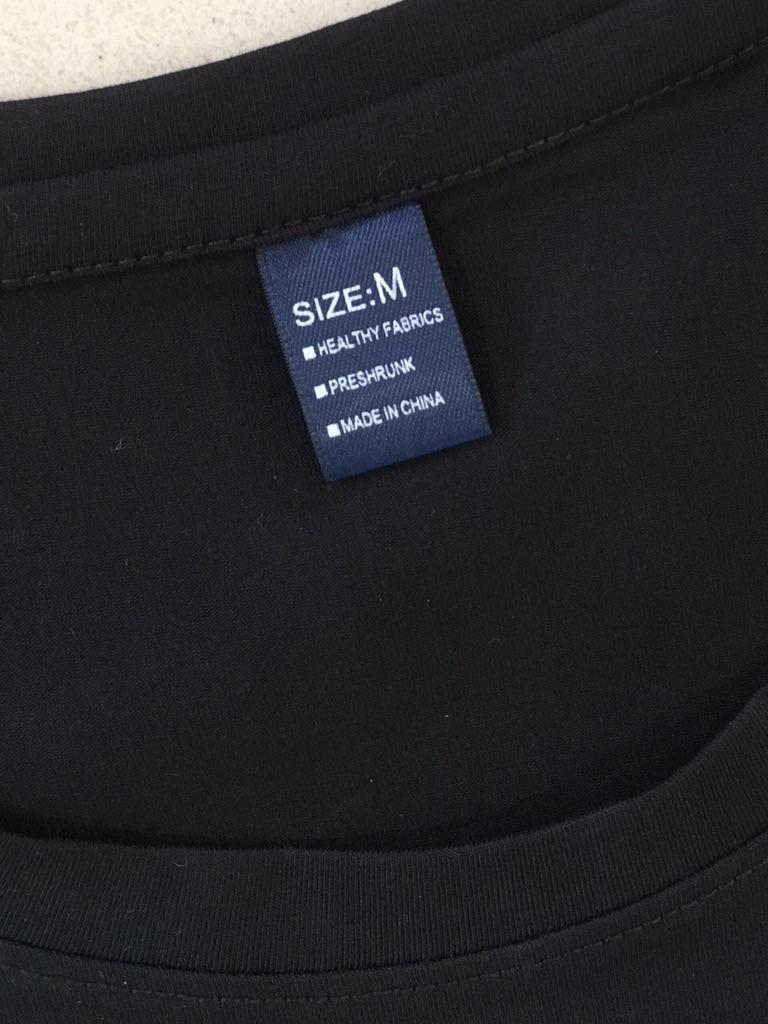 SIZE:M
■HEALTHY FABRICS
■PRESHRUNK
■MADE IN CHINA